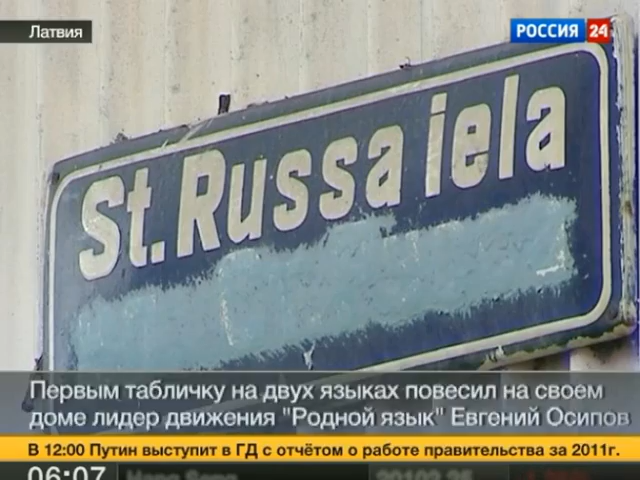 Латвия
РОССИЯ 24
St. Russa iela
Первым табличку на двух языках повесил на своем
доме лидер движения "Родной язык" Евгений Осипов
В 12:00 Путин выступит в ГД с отчётом о работе правительства за 2011г.
06:07